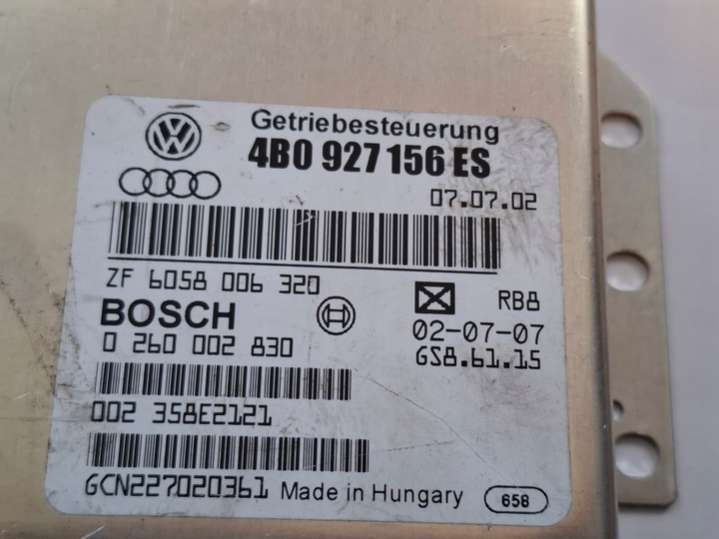 Getriebesteuerung
4B0 927 156 ES
07.07.02
ZF 6058 006 320
RB8
BOSCH
02-07-07
0 260 002 830
GS8.61.15
002 358E2121
GCN227020361 Made in Hungary 658